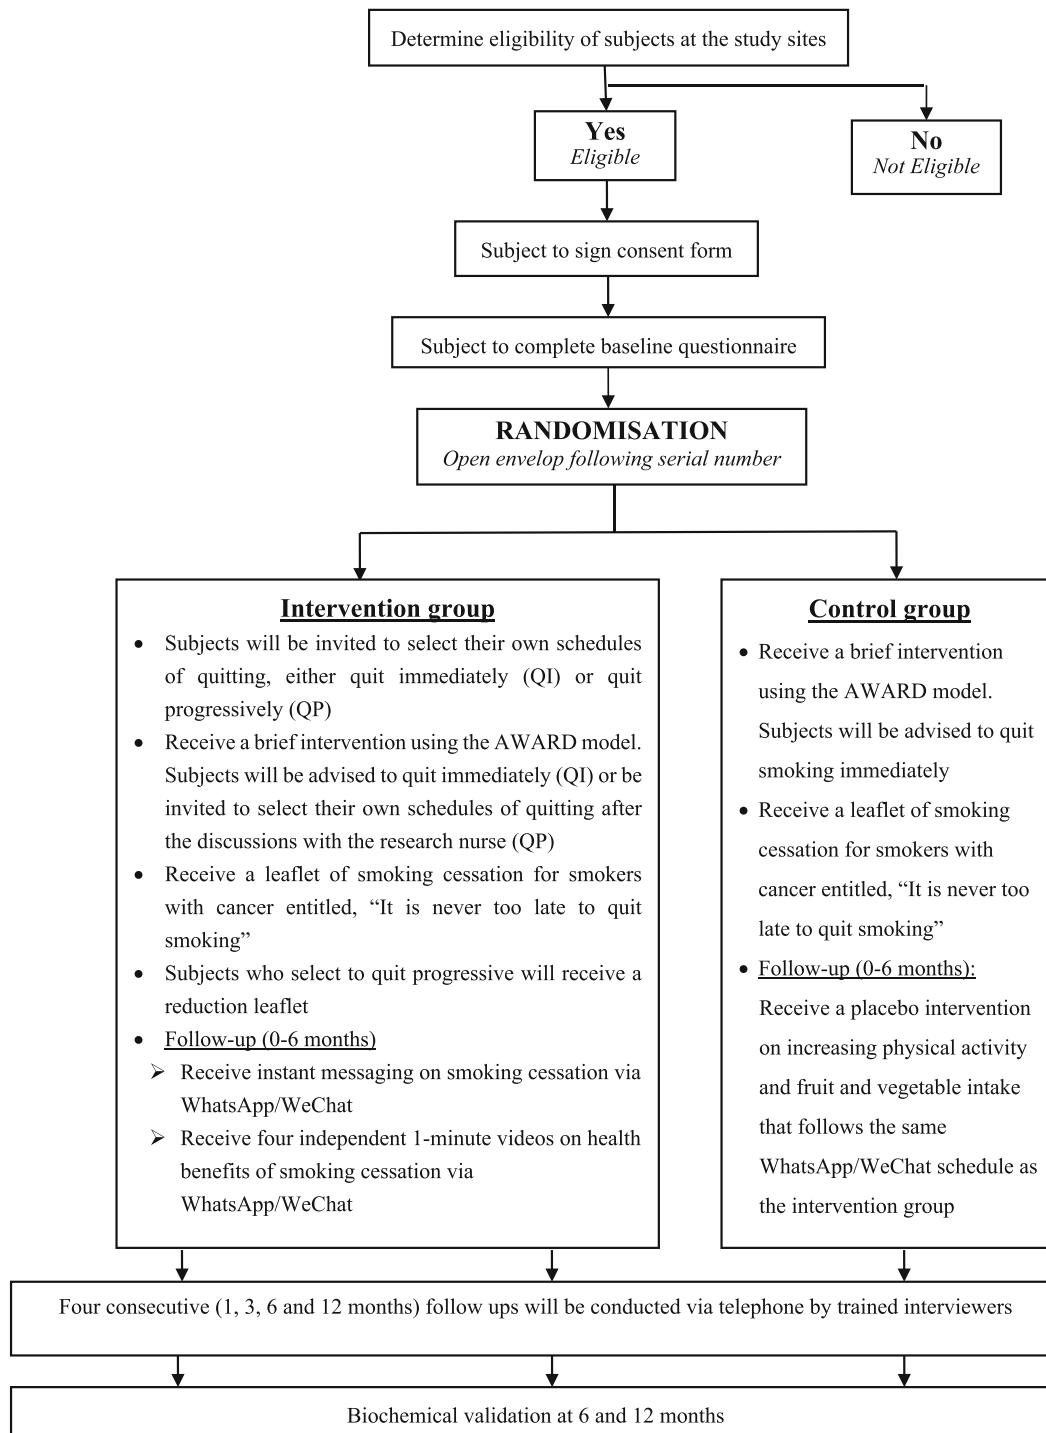 Determine eligibility of subjects at the study sites
Yes
Eligible
No
Not Eligible
Subject to sign consent form
Subject to complete baseline questionnaire
RANDOMISATION
Open envelop following serial number
Intervention group
• Subjects will be invited to select their own schedules
of quitting, either quit immediately (QI) or quit
progressively (QP)
• Receive a brief intervention using the AWARD model.
Subjects will be advised to quit immediately (QI) or be
invited to select their own schedules of quitting after
the discussions with the research nurse (QP)
• Receive a leaflet of smoking cessation for smokers
with cancer entitled, “It is never too late to quit
smoking”
• Subjects who select to quit progressive will receive a
reduction leaflet
• Follow-up (0-6 months)
➢ Receive instant messaging on smoking cessation via
WhatsApp/WeChat
➢ Receive four independent 1-minute videos on health
benefits of smoking cessation via
WhatsApp/WeChat
Control group
• Receive a brief intervention
using the AWARD model.
Subjects will be advised to quit
smoking immediately
• Receive a leaflet of smoking
cessation for smokers with
cancer entitled, “It is never too
late to quit smoking”
• Follow-up (0-6 months):
Receive a placebo intervention
on increasing physical activity
and fruit and vegetable intake
that follows the same
WhatsApp/WeChat schedule as
the intervention group
Four consecutive (1, 3, 6 and 12 months) follow ups will be conducted via telephone by trained interviewers
Biochemical validation at 6 and 12 months